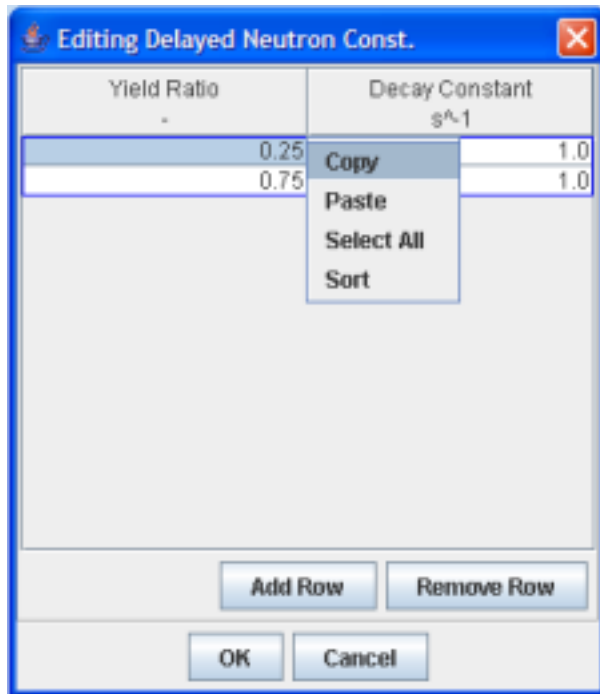 Editing Delayed Neutron Const.
Yield Ratio Decay Constant
- s^-1
0.25 1.0
0.75 1.0
Copy
Paste
Select All
Sort
Add Row Remove Row
OK Cancel